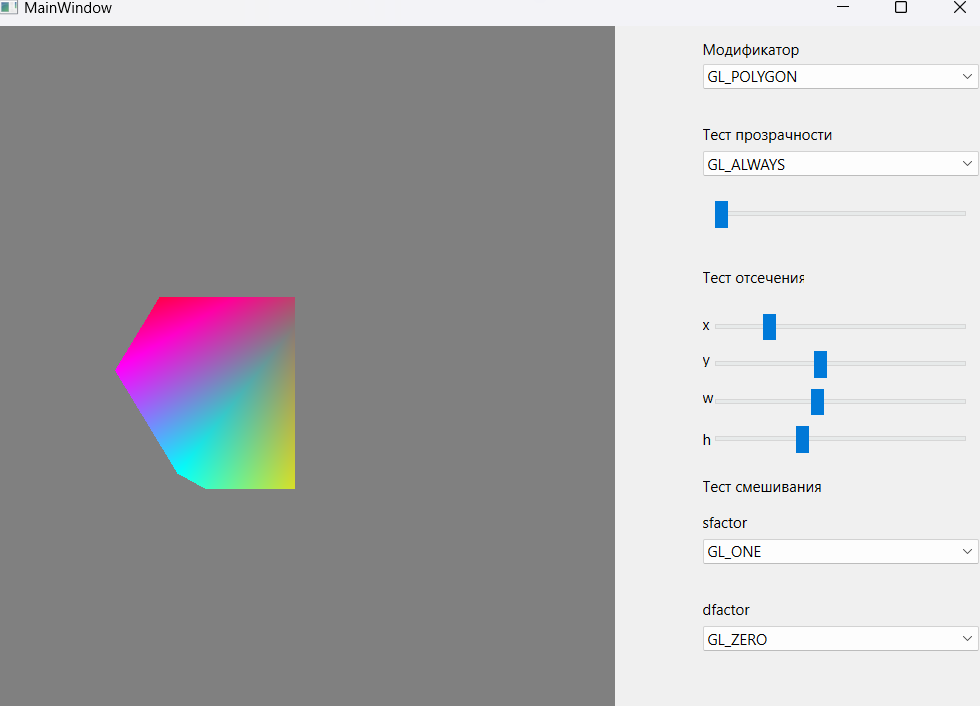 MainWindow
Модификатор
GL_POLYGON
Тест прозрачности
GL_ALWAYS
Тест отсечения
x
y
w
h
Тест смешивания
sfactor
GL_ONE
dfactor
GL_ZERO